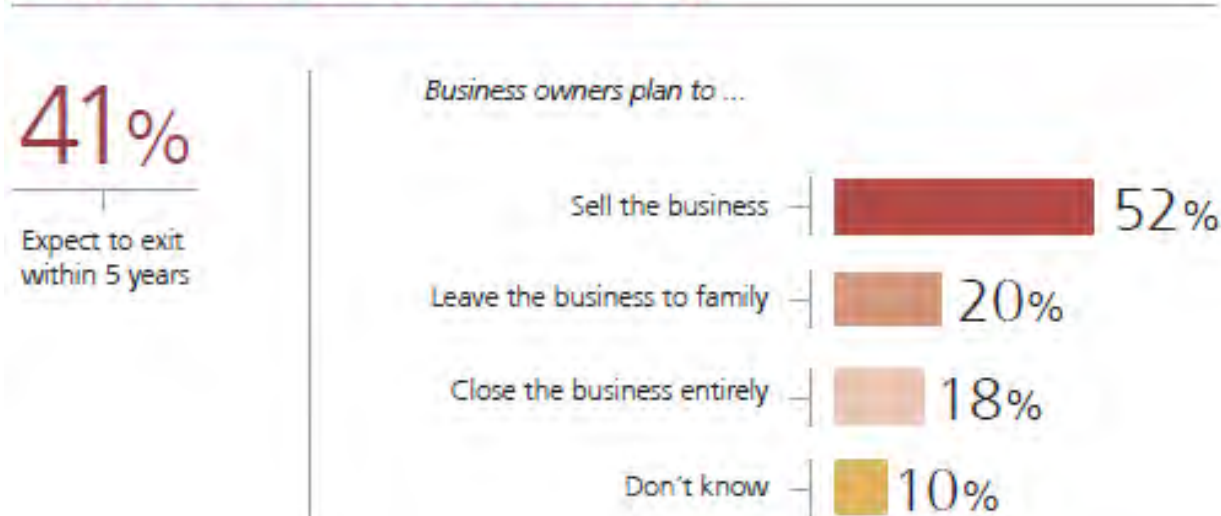 41%
Expect to exit
within 5 years
Business owners plan to ...
Sell the business
52%
Leave the business to family
20%
Close the business entirely
18%
Don't know
10%